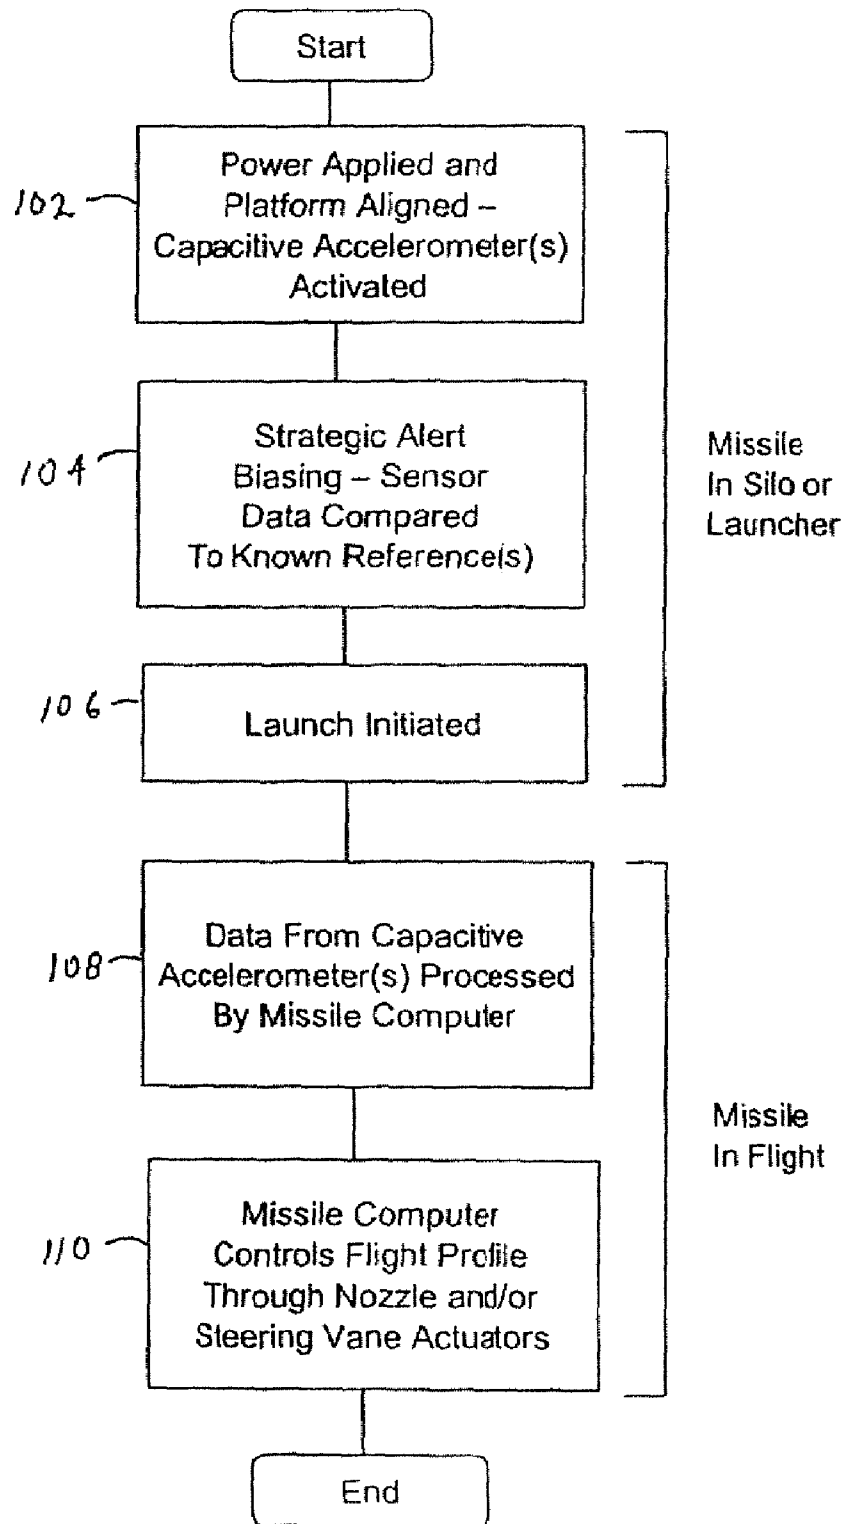 Start
102
Power Applied and
Platform Aligned –
Capacitive Accelerometer(s)
Activated
104
Strategic Alert
Biasing – Sensor
Data Compared
To Known Reference(s)
Missile
In Silo or
Launcher
106
Launch Initiated
108
Data From Capacitive
Accelerometer(s) Processed
By Missile Computer
Missile
In Flight
110
Missile Computer
Controls Flight Profile
Through Nozzle and/or
Steering Vane Actuators
End